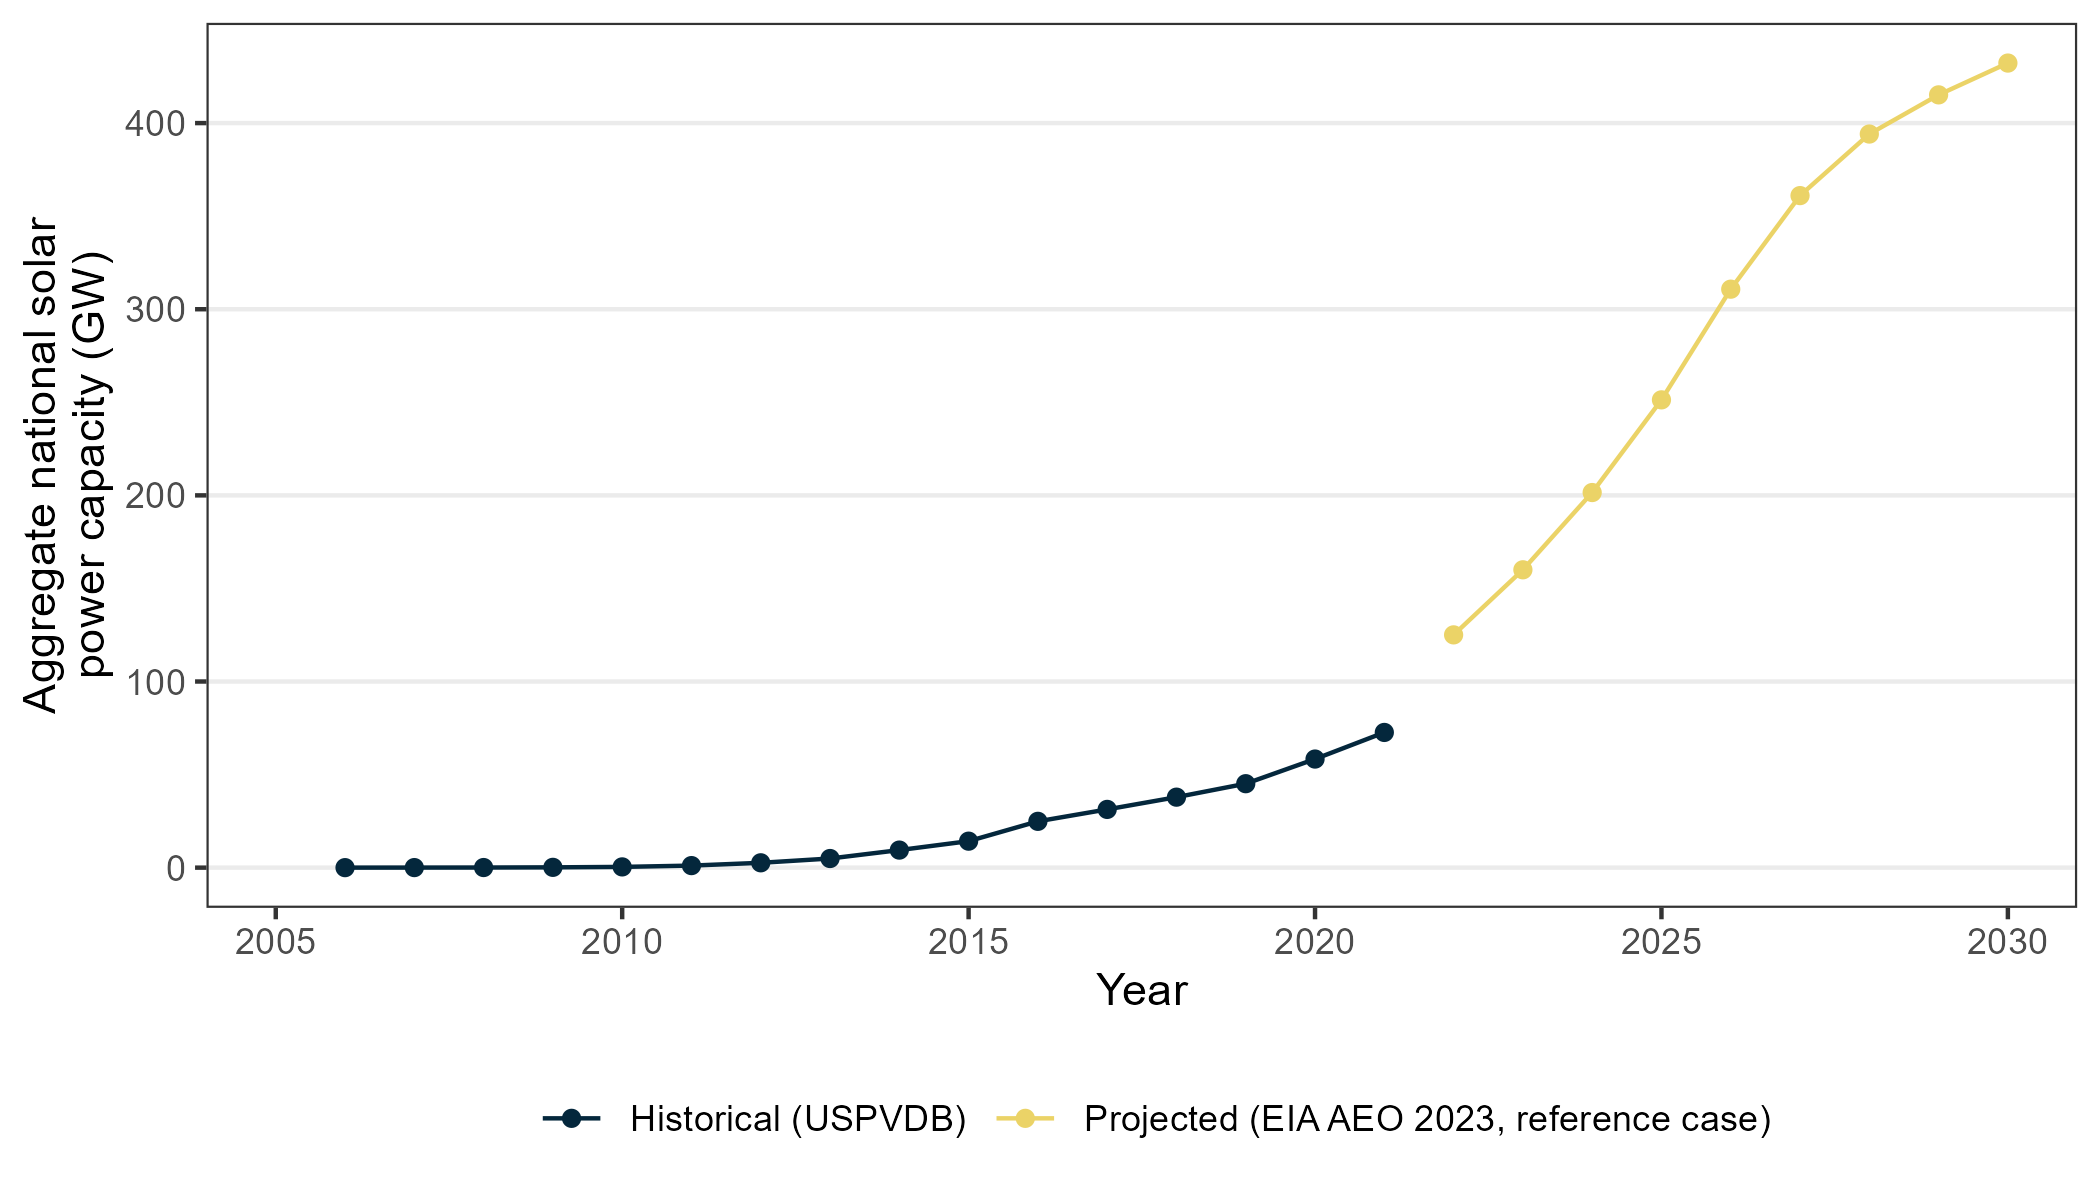 Aggregate national solar
power capacity (GW)
400
300
200
100
0
2005
2010
2015
2020
2025
2030
Year
Historical (USPVDB)
Projected (EIA AEO 2023, reference case)